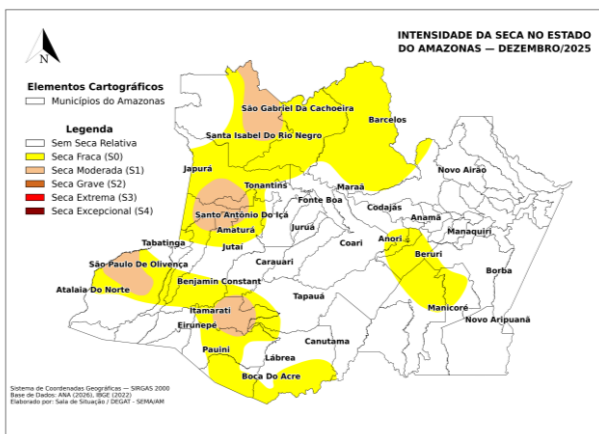 INTENSIDADE DA SECA NO ESTADO
DO AMAZONAS — DEZEMBRO/2025
N
Elementos Cartográficos
Municípios do Amazonas
Legenda
Sem Seca Relativa
Seca Fraca (S0)
Seca Moderada (S1)
Seca Grave (S2)
Seca Extrema (S3)
Seca Excepcional (S4)
São Gabriel Da Cachoeira
Barcelos
Santa Isabel Do Rio Negro
Japurá
Novo Airão
Tonantins
Maraã
Fonte Boa
Codajás
Santo Antônio Do Içá
Anamã
Amaturá
Juruá
Manaquiri
Tabatinga
Jutaí
Coari
Anori
Beruri
São Paulo De Olivença
Carauari
Borba
Atalaia Do Norte
Benjamin Constant
Tapauá
Manicoré
Itamarati
Novo Aripuanã
Eirunepé
Canutama
Pauini
Lábrea
Boca Do Acre
Sistema de Coordenadas Geográficas — SIRGAS 2000
Base de Dados: ANA (2026), IBGE (2022)
Elaborado por: Sala de Situação / DEGAT - SEMA/AM